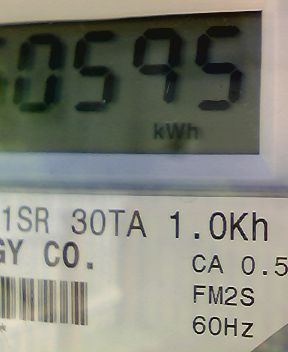 0595
kWh
1SR 30TA 1.0Kh
GY CO.
CA 0.5
FM2S
60Hz